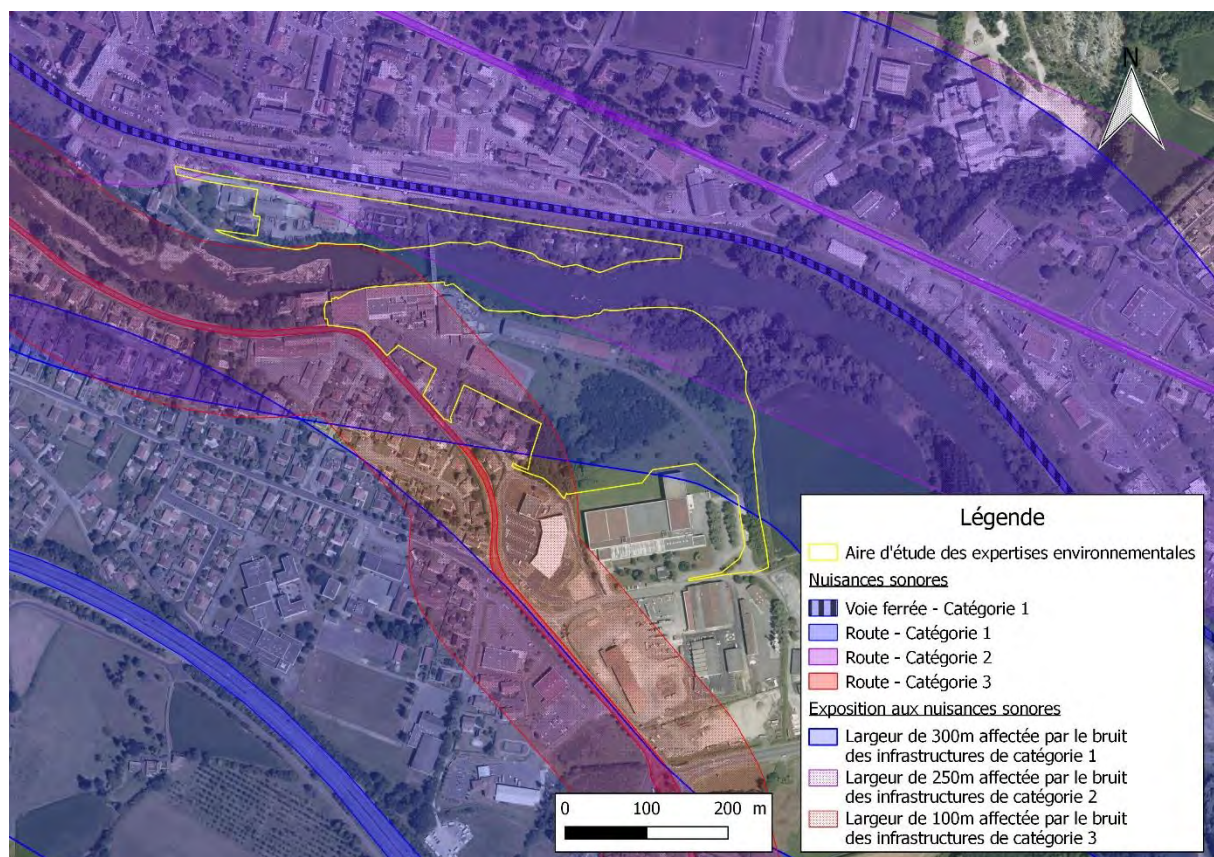 N
Légende
Aire d'étude des expertises environnementales
Nuisances sonores
Voie ferrée - Catégorie 1
Route - Catégorie 1
Route - Catégorie 2
Route - Catégorie 3
Exposition aux nuisances sonores
Largeur de 300m affectée par le bruit
des infrastructures de catégorie 1
Largeur de 250m affectée par le bruit
des infrastructures de catégorie 2
Largeur de 100m affectée par le bruit
des infrastructures de catégorie 3
0 100 200 m